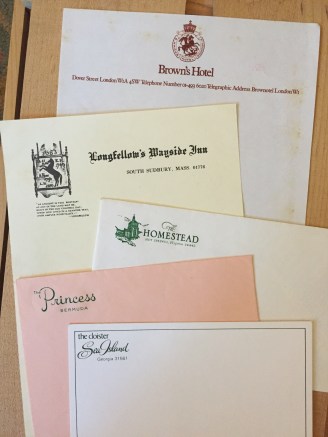 Brown's Hotel
Dover Street London W1A 4SW Telephone Number 01-493 6020 Telegraphic Address Brownotel London W1
Longfellow's Wayside Inn
SOUTH SUDBURY, MASS 01776
The
HOMESTEAD
The
Princess
BERMUDA
the cloister
Sea Island
Georgia 31561